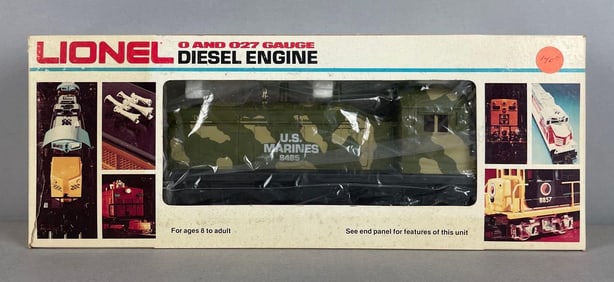 LIONEL
O AND O27 GAUGE
DIESEL ENGINE
U.S.
MARINES
8485
8857
For ages 8 to adult
See end panel for features of this unit